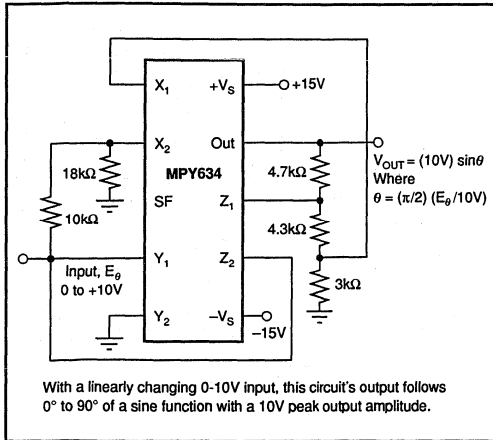 X1
+VS
+15V
X2
Out
VOUT = (10V) sinθ
Where
θ = (π/2) (Eθ/10V)
18kΩ
MPY634
4.7kΩ
SF
Z1
10kΩ
4.3kΩ
Input, Eθ
0 to +10V
Y1
Z2
3kΩ
Y2
–VS
–15V
With a linearly changing 0-10V input, this circuit's output follows
0° to 90° of a sine function with a 10V peak output amplitude.